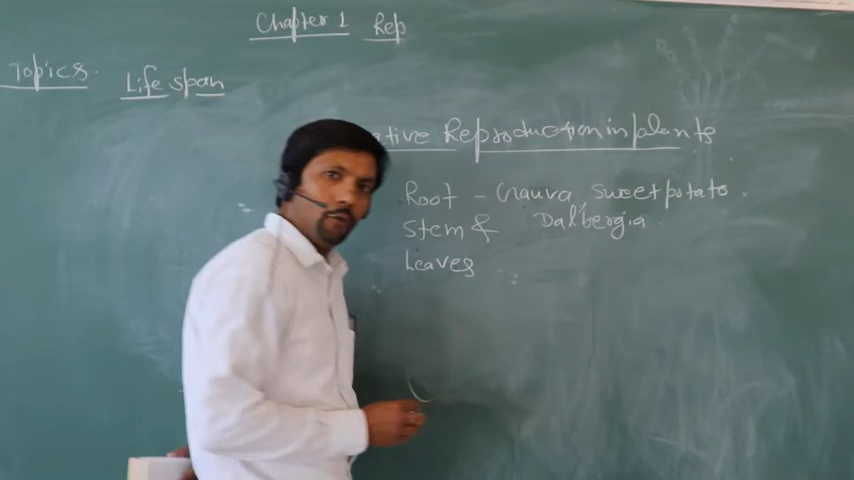 Chapter 1 Rep
Topics.
Life span
ative Reproduction in plants
Root - Guava, sweet potato.
Dalbergia
Stem &
Leaves